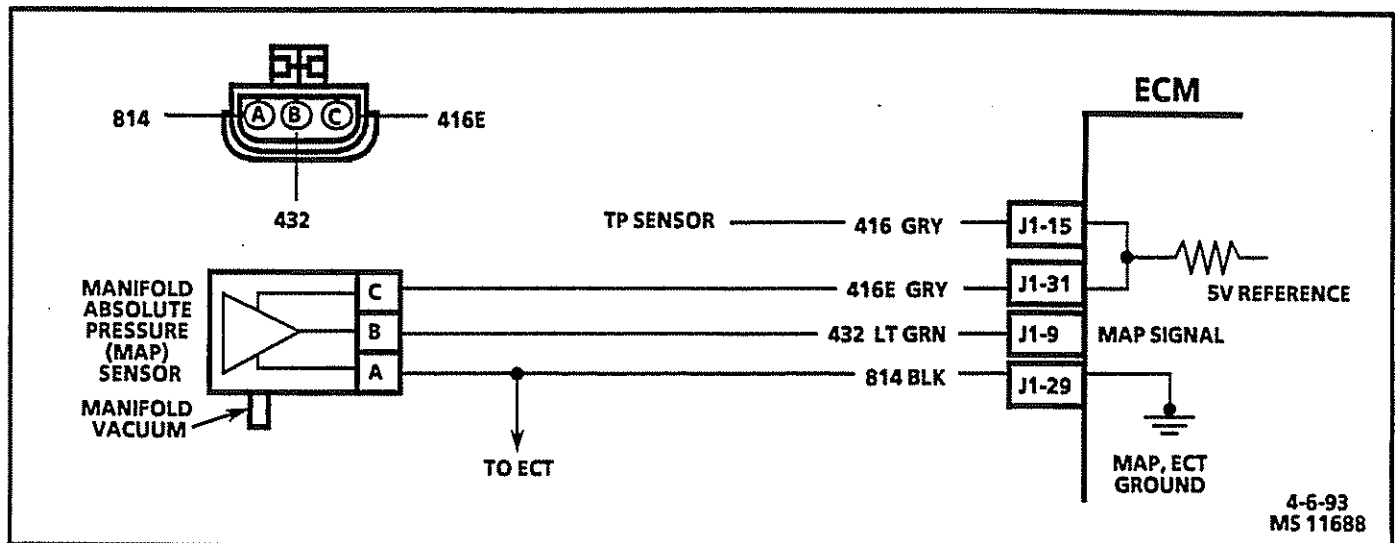 ECM
A B C
814
416E
432
TP SENSOR
416 GRY
J1-15
416E GRY
J1-31
5V REFERENCE
MANIFOLD
ABSOLUTE
PRESSURE
(MAP)
SENSOR
C
B
A
432 LT GRN
J1-9
MAP SIGNAL
814 BLK
J1-29
MANIFOLD
VACUUM
TO ECT
MAP, ECT
GROUND
4-6-93
MS 11688